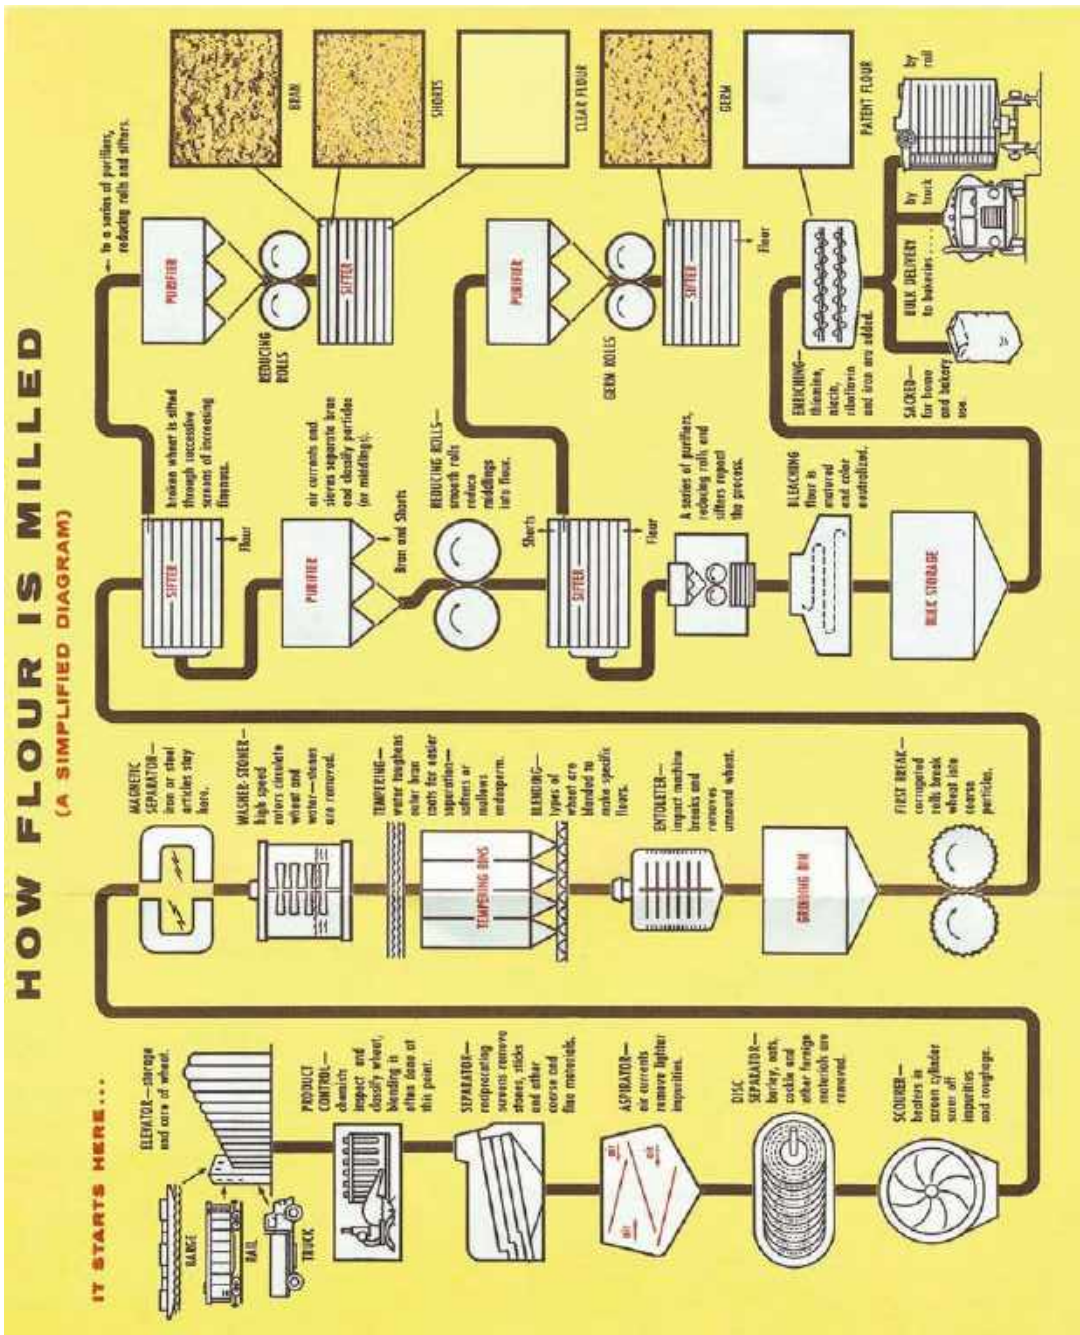 HOW FLOUR IS MILLED
(A SIMPLIFIED DIAGRAM)
IT STARTS HERE...
BARGE
RAIL
TRUCK
ELEVATOR—storage
and care of wheat.
PRODUCT
CONTROL—
chemists
inspect and
classify wheat,
blending is
often done at
this point.
SEPARATOR—
reciprocating
screens remove
stones, sticks
and other
coarse and
fine materials.
ASPIRATOR—
air currents
remove lighter
impurities.
air
air
air
DISC
SEPARATOR—
barley, oats,
cockle and
other foreign
materials are
removed.
SCOURER—
beaters in
screen cylinder
scour off
impurities
and roughage.
MAGNETIC
SEPARATOR—
iron or steel
articles stay
here.
WASHER-STONER—
high speed
rotors circulate
wheat and
water—stones
are removed.
TEMPERING—
water toughens
outer bran
coats for easier
separation—
softens or
mellows
endosperm.
TEMPERING BINS
BLENDING—
types of
wheat are
blended to
make specific
flours.
ENTOLETER—
impact machine
breaks and
removes
unsound wheat.
GRINDING BIN
FIRST BREAK—
corrugated
rolls break
wheat into
coarse
particles.
SIFTER
broken wheat is sifted
through successive
screens of increasing
fineness.
Flour
PURIFIER
air currents and
sieves separate bran
and classify particles
(or middlings).
Bran and Shorts
REDUCING ROLLS—
smooth rolls
reduce
middlings
into flour.
Shorts
SIFTER
Flour
A series of purifiers,
reducing rolls and
sifters repeat
the process.
BLEACHING
flour is
matured
and color
neutralized.
BULK STORAGE
To a series of purifiers,
reducing rolls and sifters.
PURIFIER
REDUCING
ROLLS
SIFTER
BRAN
SHORTS
CLEAR FLOUR
PURIFIER
GERM ROLLS
SIFTER
Flour
GERM
ENRICHING—
thiamine,
niacin,
riboflavin
and iron are added.
PATENT FLOUR
SACKED—
for home
and bakery
use.
BULK DELIVERY
to bakeries . . . .
by
truck
by
rail